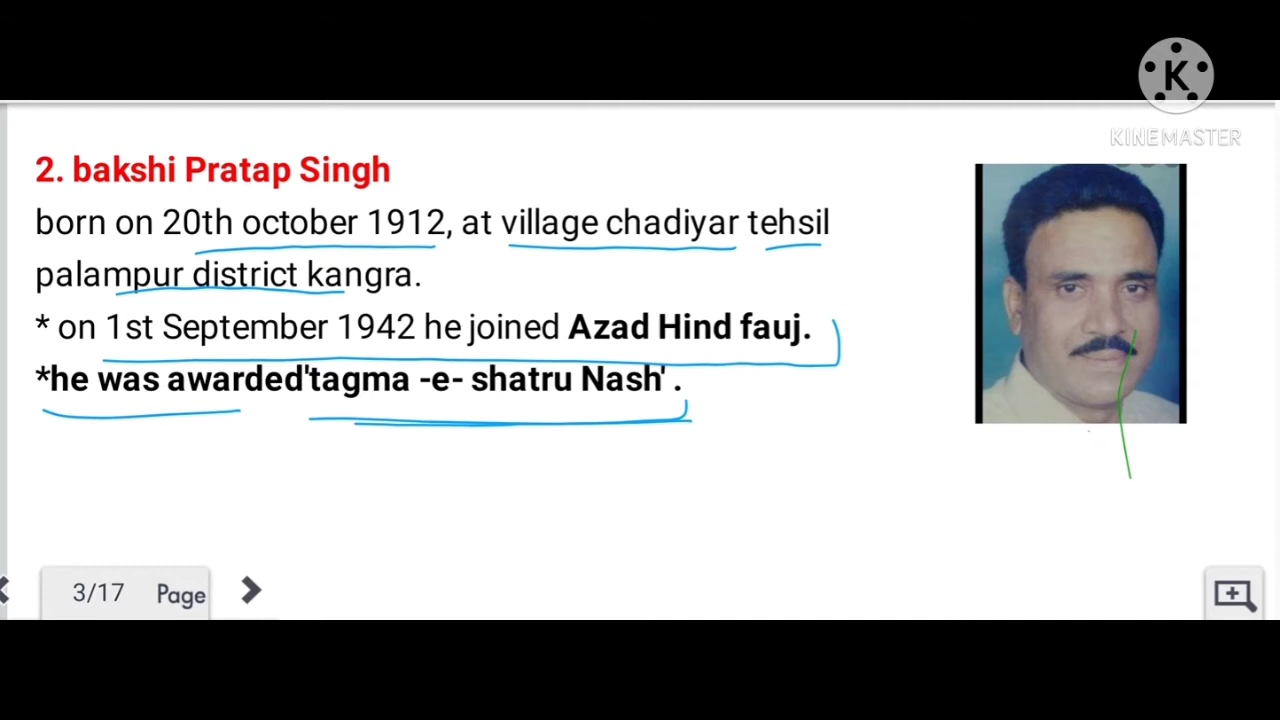 K
KINEMASTER
2. bakshi Pratap Singh
born on 20th october 1912, at village chadiyar tehsil
palampur district kangra.
* on 1st September 1942 he joined Azad Hind fauj.
*he was awarded'tagma -e- shatru Nash' .
3/17 Page